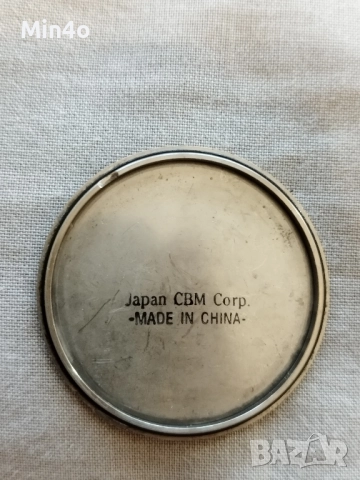 Min4o
Japan CBM Corp.
-MADE IN CHINA-
BAZAR